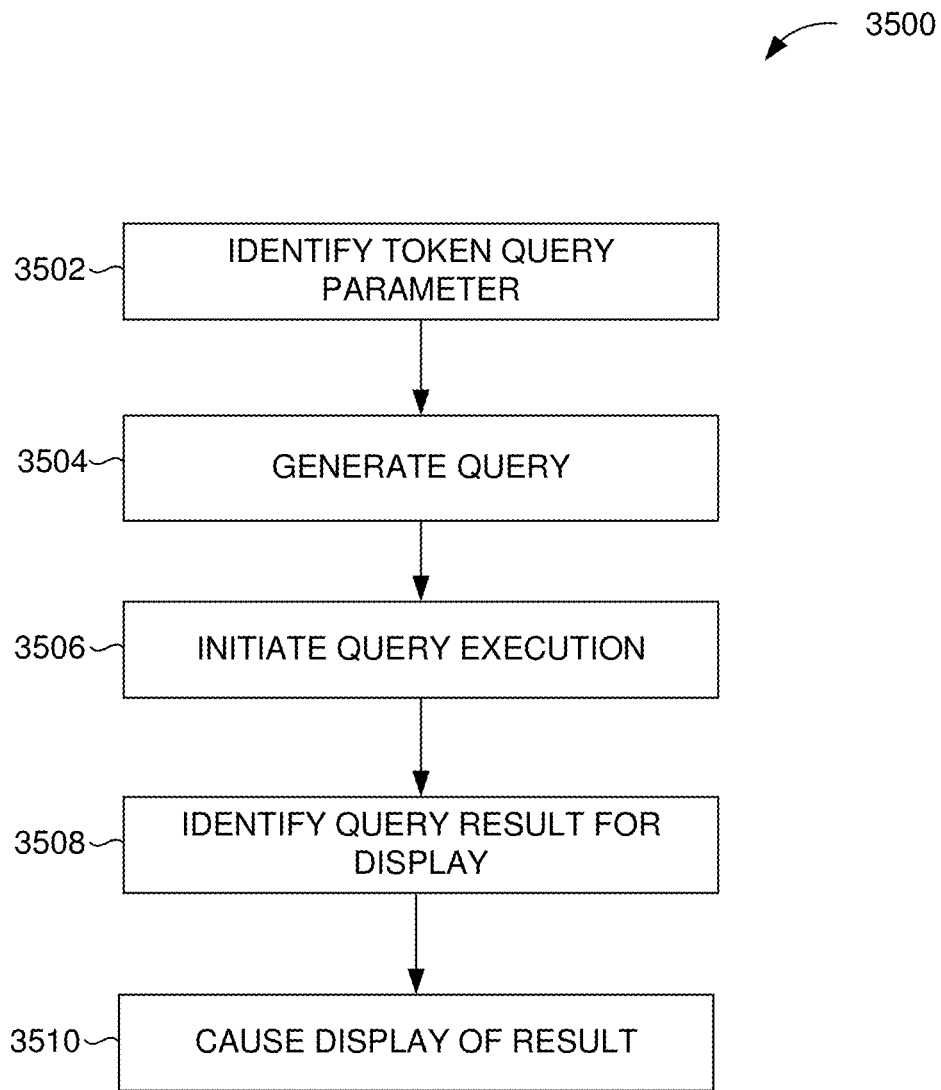 3500
3502
IDENTIFY TOKEN QUERY
PARAMETER
3504
GENERATE QUERY
3506
INITIATE QUERY EXECUTION
3508
IDENTIFY QUERY RESULT FOR
DISPLAY
3510
CAUSE DISPLAY OF RESULT